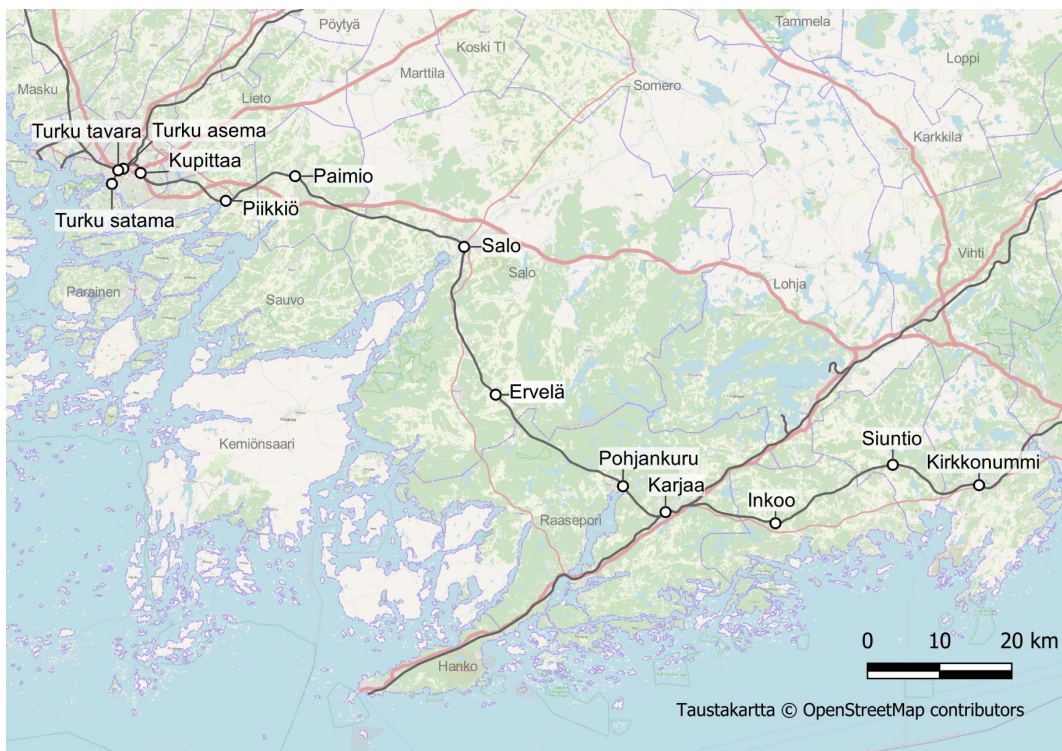 Pöytyä
Tammela
Koski Tl
Loppi
Marttila
Masku
Somero
Lieto
Karkkila
Turku tavara
Turku asema
Kupittaa
Paimio
Piikkiö
Turku satama
Salo
Salo
Vihti
Lohja
Parainen
Sauvo
Ervelä
Kemiönsaari
Siuntio
Pohjankuru
Kirkkonummi
Karjaa
Inkoo
Raasepori
Hanko
0 10 20 km
Taustakartta © OpenStreetMap contributors